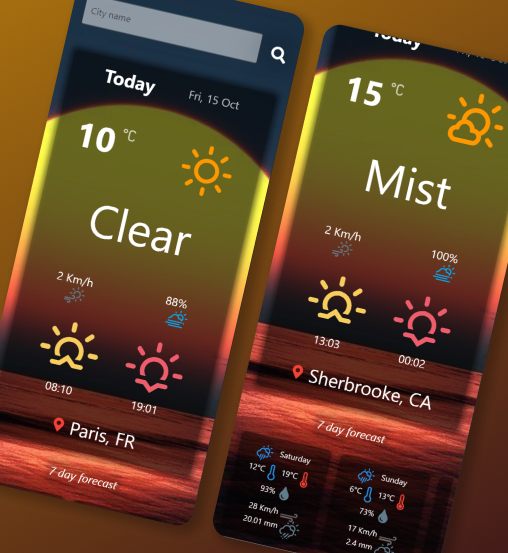 City name
Today
Fri, 15 Oct
10 °C
Clear
2 Km/h
88%
08:10
19:01
Paris, FR
7 day forecast
Today
15 °C
Mist
2 Km/h
100%
13:03
00:02
Sherbrooke, CA
7 day forecast
Saturday
12°C 19°C
93%
28 Km/h
20.01 mm
Sunday
6°C 13°C
73%
17 Km/h
2.4 mm